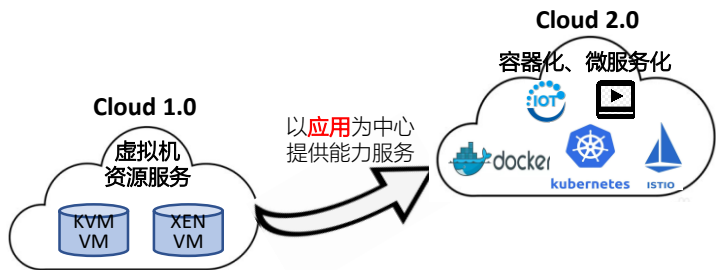 Cloud 1.0
虚拟机
资源服务
KVM
VM
XEN
VM
以应用为中心
提供能力服务
Cloud 2.0
容器化、微服务化
IOT
docker
kubernetes
ISTIO